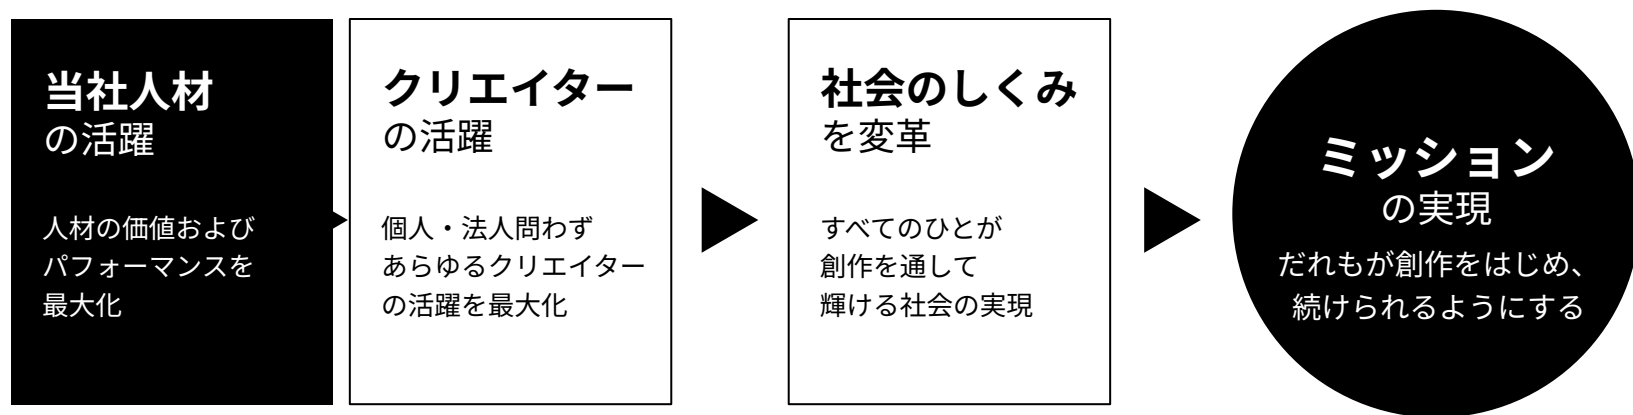 当社人材
の活躍
人材の価値および
パフォーマンスを
最大化
クリエイター
の活躍
個人・法人問わず
あらゆるクリエイター
の活躍を最大化
社会のしくみ
を変革
すべてのひとが
創作を通して
輝ける社会の実現
ミッション
の実現
だれもが創作をはじめ、
続けられるようにする